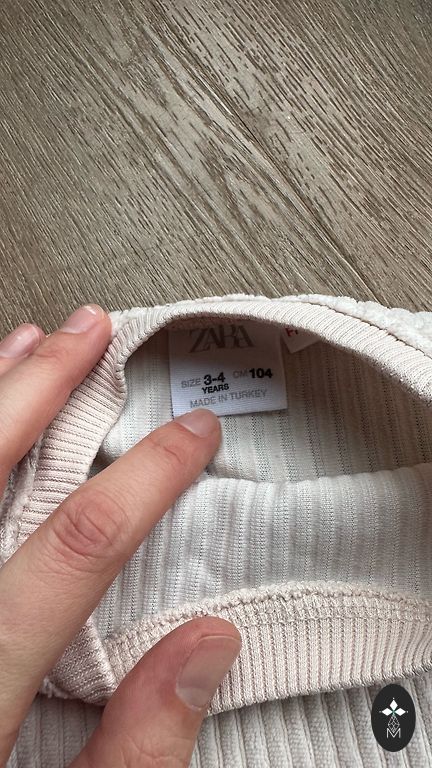 ZARA
SIZE 3-4 YEARS CM 104
MADE IN TURKEY